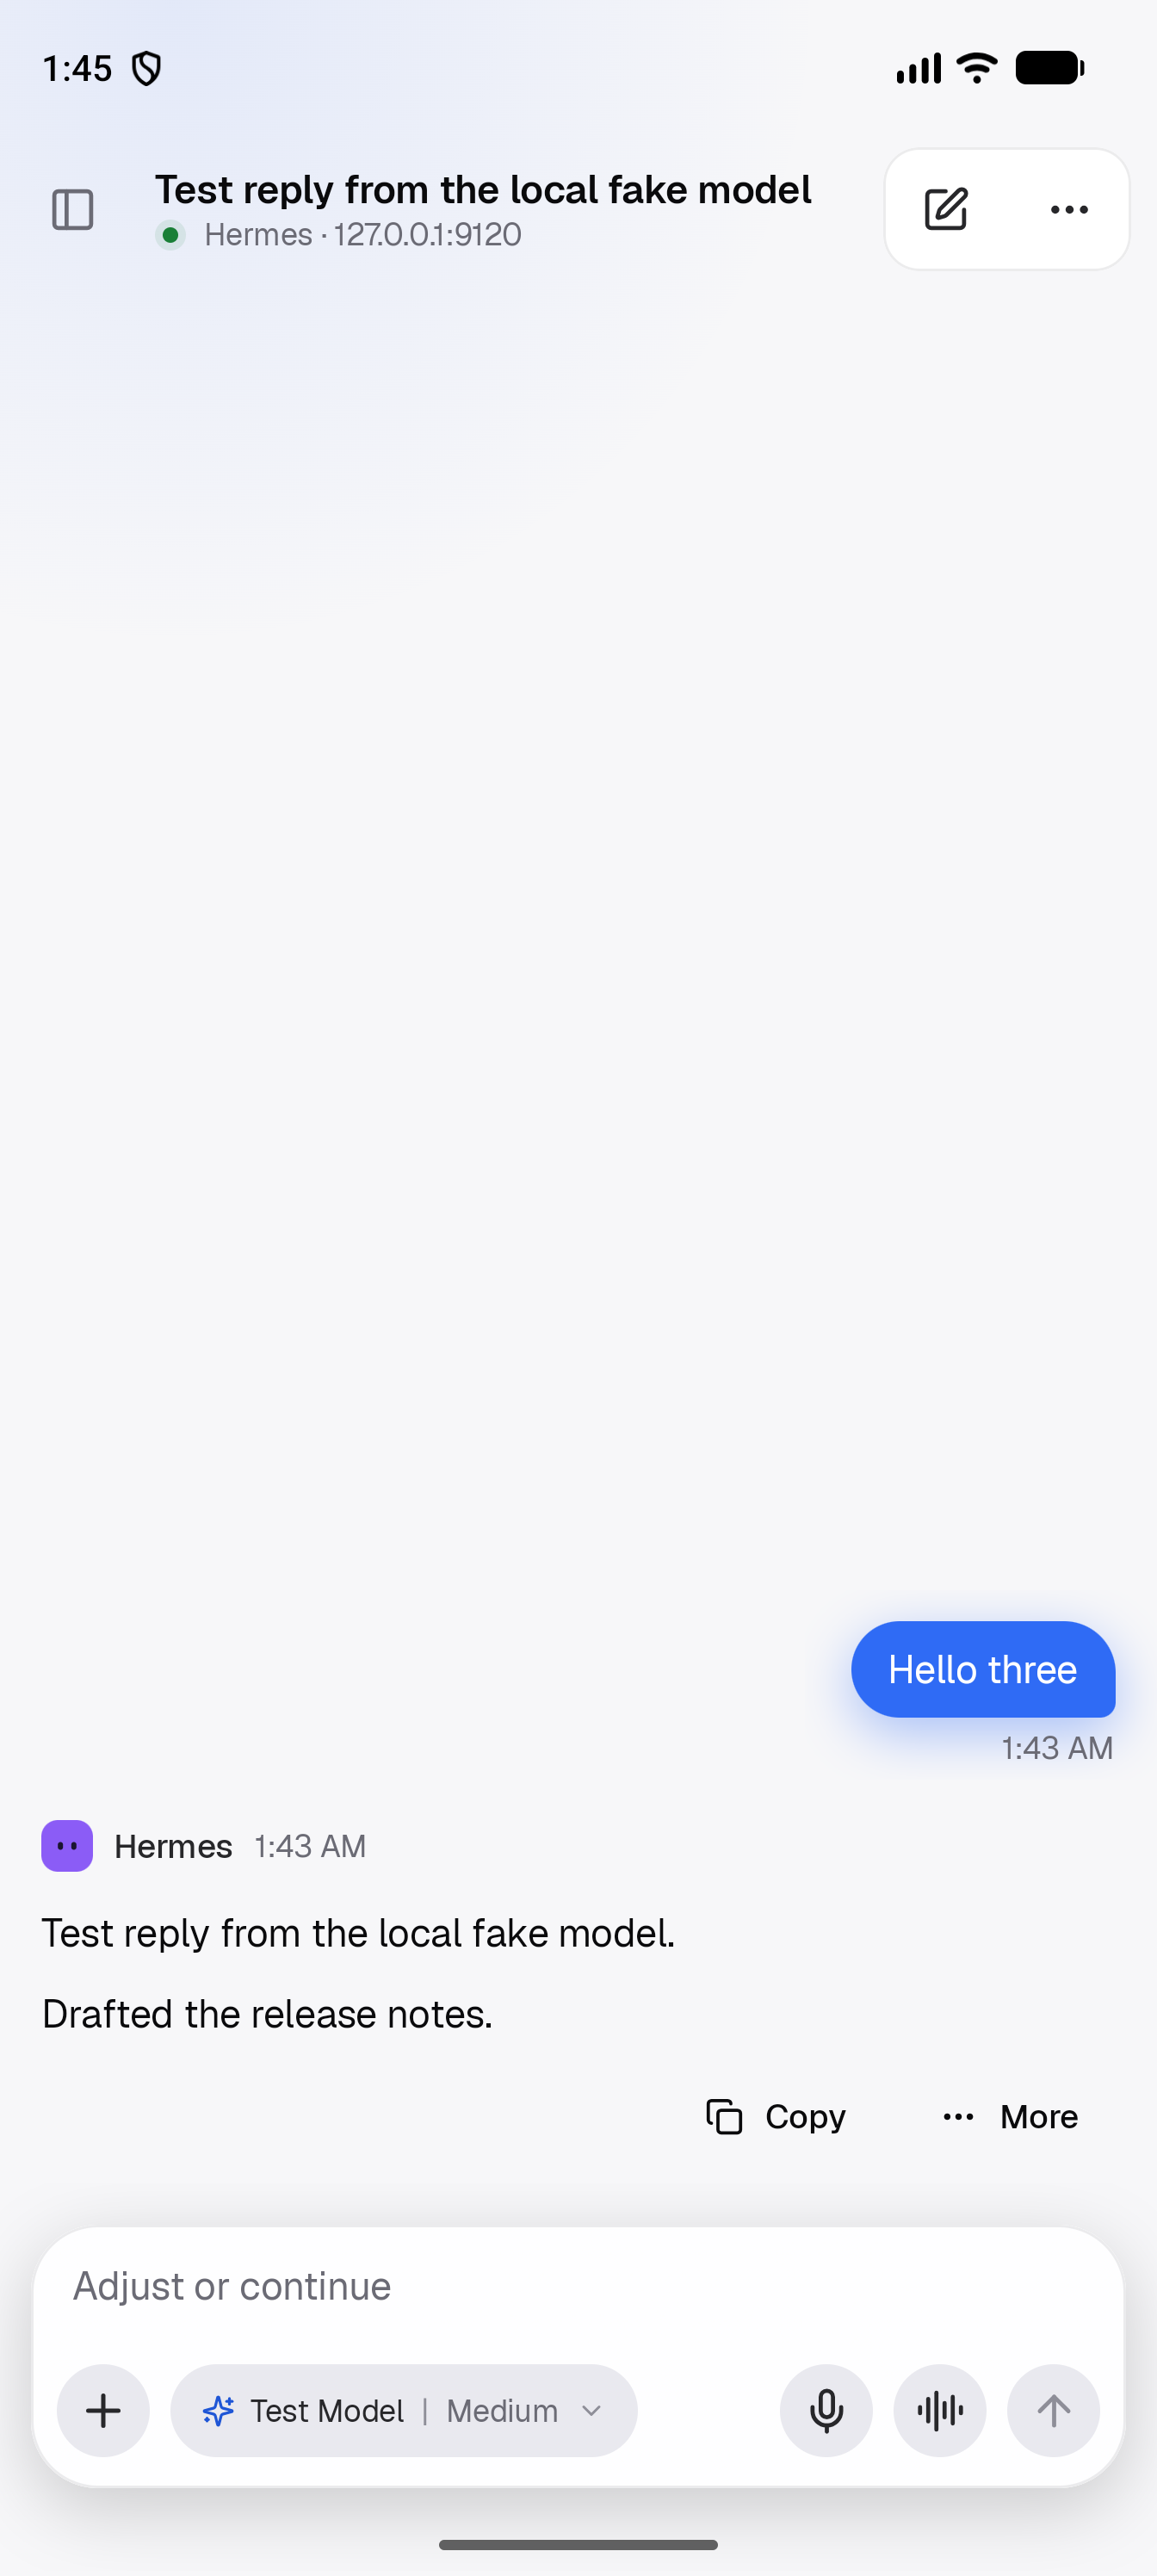 1:45
Test reply from the local fake model
Hermes · 127.0.0.1:9120
Hello three
1:43 AM
Hermes 1:43 AM
Test reply from the local fake model.
Drafted the release notes.
Copy More
Adjust or continue
Test Model | Medium